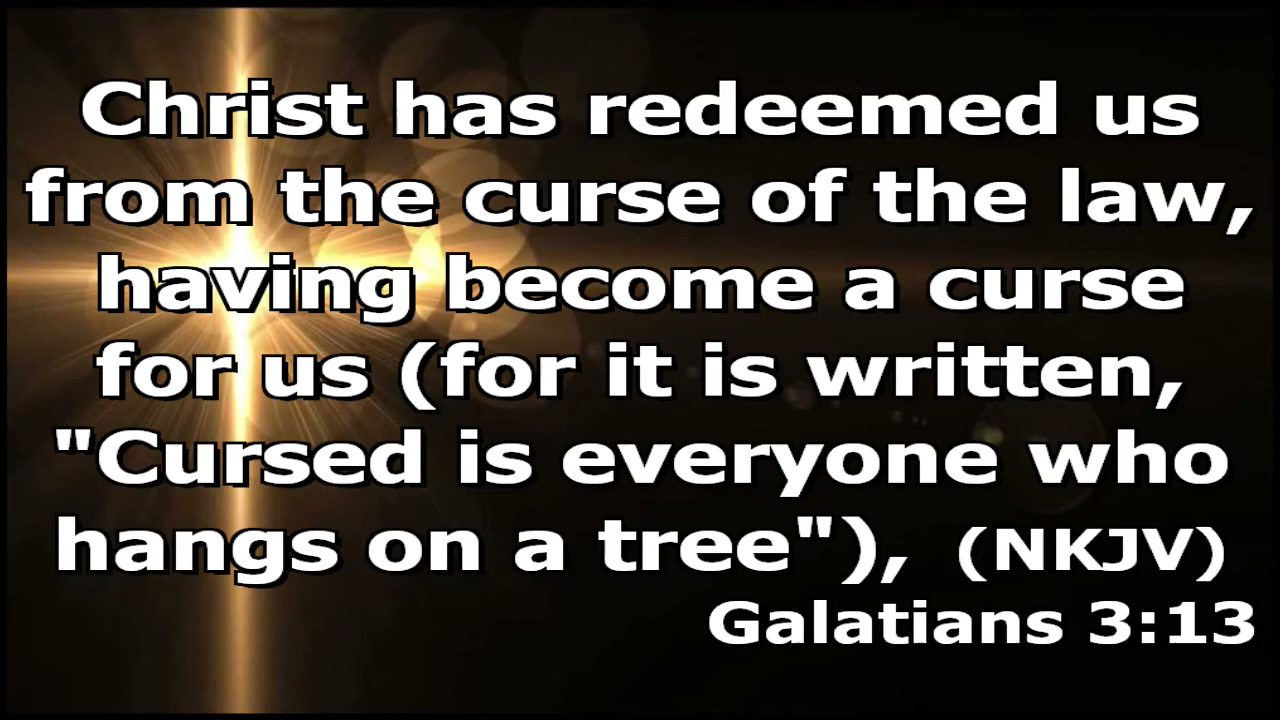 Christ has redeemed us
from the curse of the law,
having become a curse
for us (for it is written,
"Cursed is everyone who
hangs on a tree"), (NKJV)
Galatians 3:13